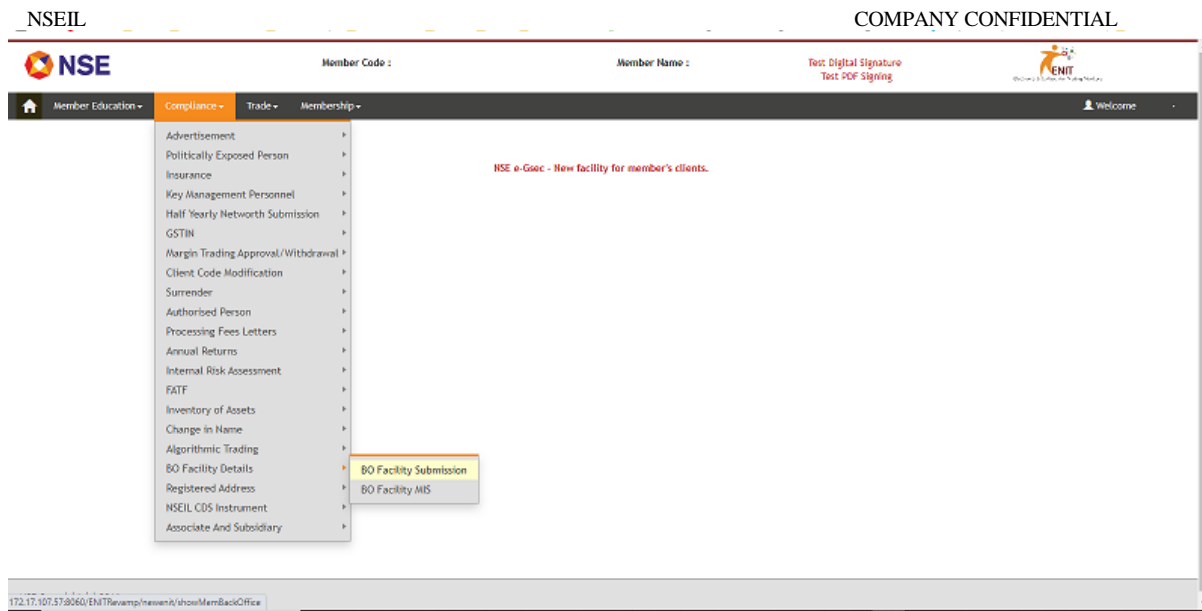 NSEIL COMPANY CONFIDENTIAL
NSE Member Code : Member Name : Test Digital Signature
Test PDF Signing
ENIT
Member Education Compliance Trade Membership Welcome
Advertisement
Politically Exposed Person
NSE e-Gsec - New facility for member's clients.
Insurance
Key Management Personnel
Half Yearly Networth Submission
GSTIN
Margin Trading Approval/Withdrawal
Client Code Modification
Surrender
Authorised Person
Processing Fees Letters
Annual Returns
Internal Risk Assessment
FATF
Inventory of Assets
Change in Name
Algorithmic Trading
BO Facility Details BO Facility Submission
Registered Address BO Facility MIS
NSEIL CDS Instrument
Associate And Subsidiary
172.17.107.57:8060/ENITRevamp/newenit/showMemBackOffice